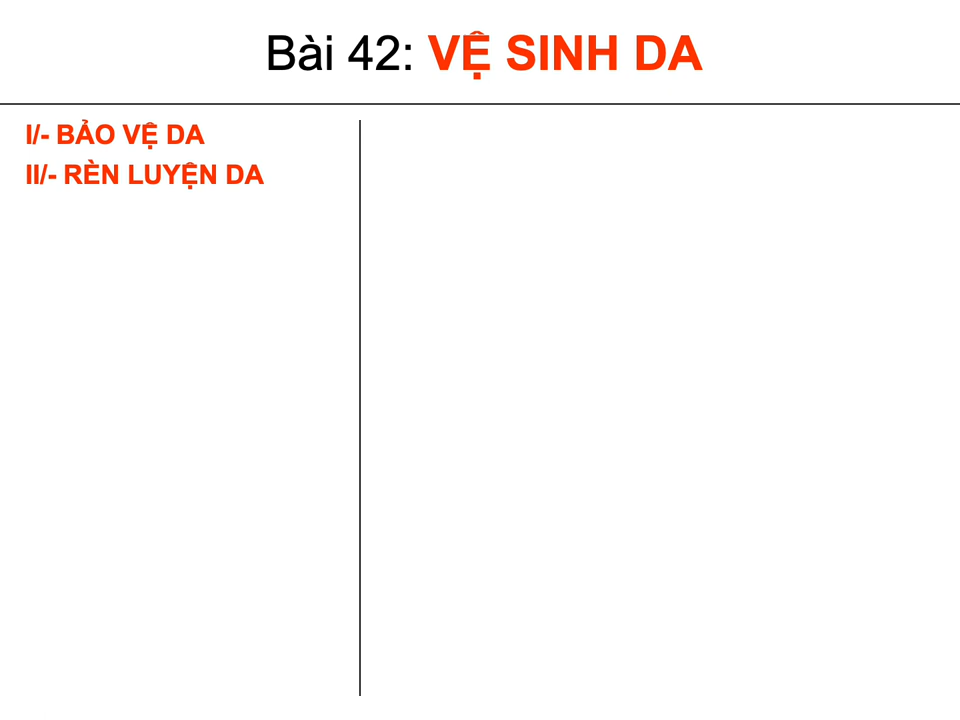 Bài 42: VỆ SINH DA
I/- BẢO VỆ DA
II/- RÈN LUYỆN DA